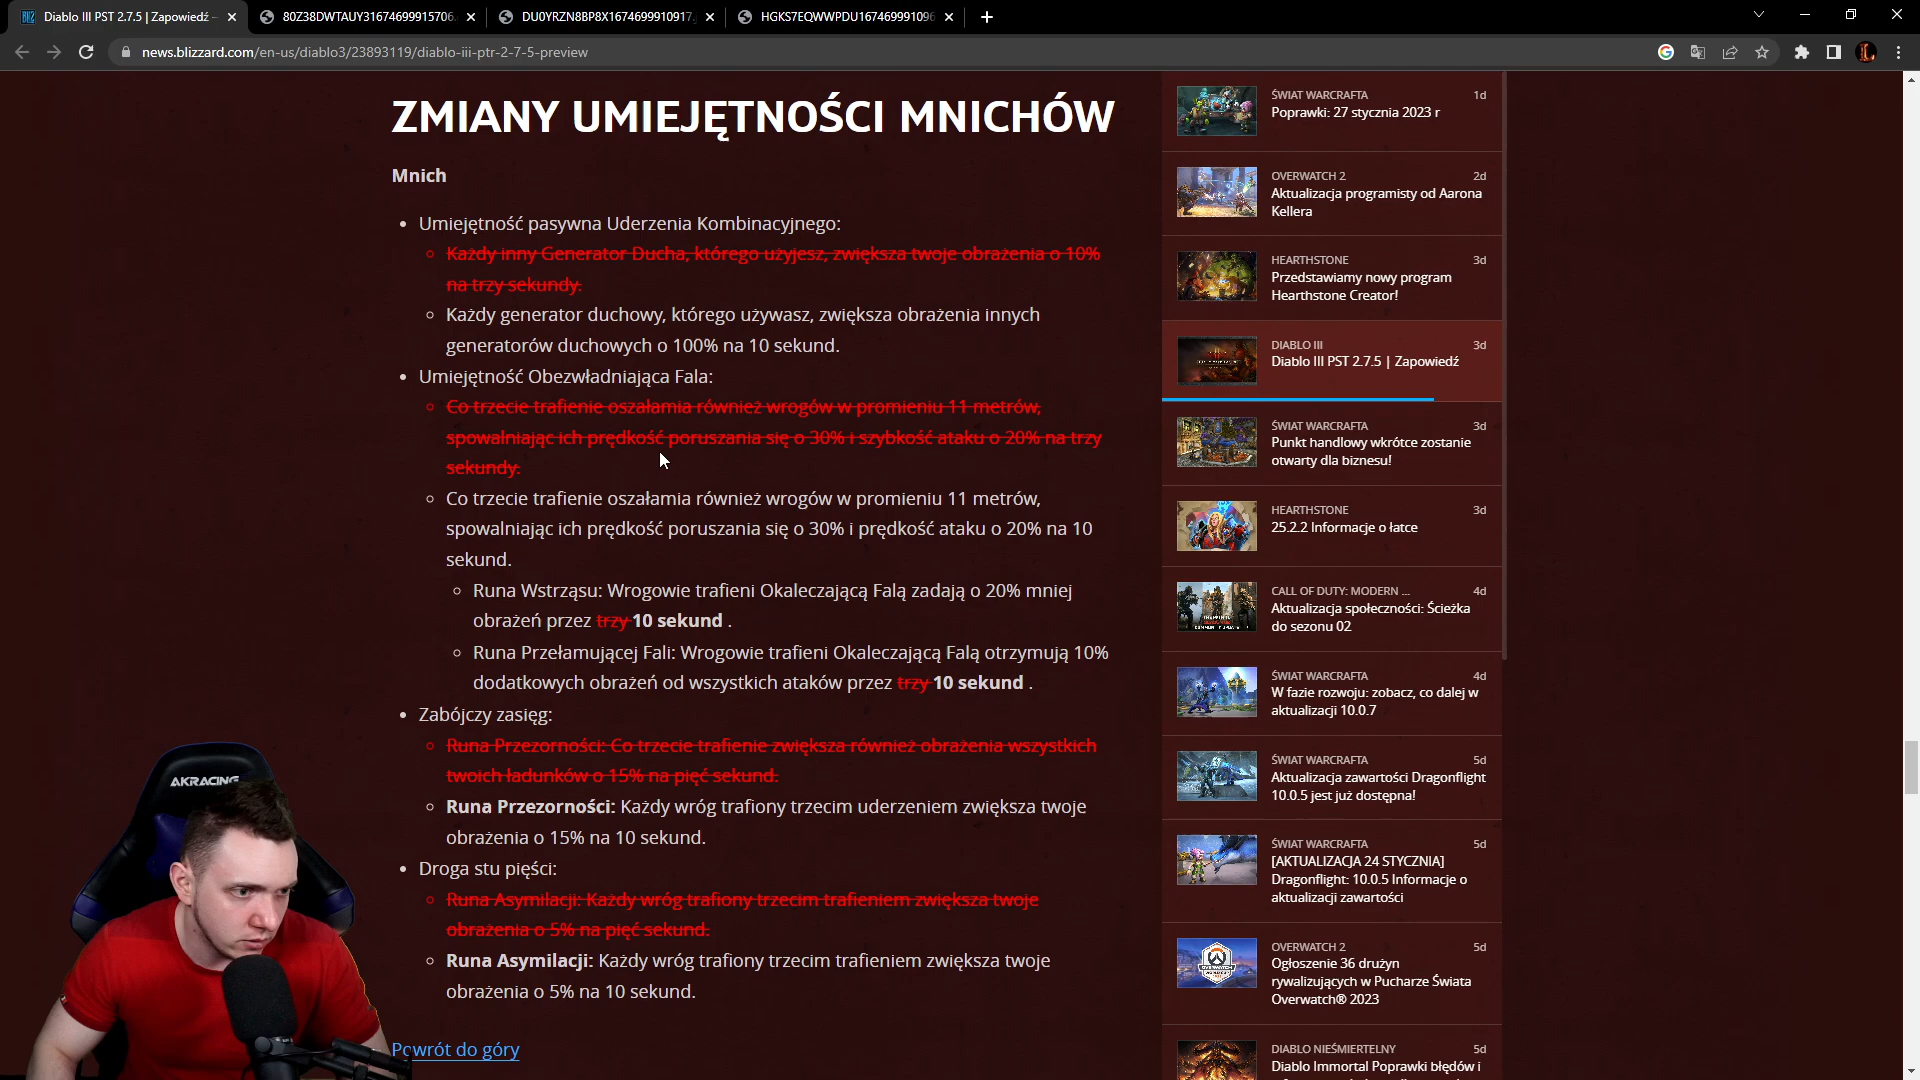 Diablo III PST 2.7.5 | Zapowiedź –
80Z38DWTAUY31674699915706.
DU0YRZN8BP8X1674699910917.
HGKS7EQWWPDU1674699991096
news.blizzard.com/en-us/diablo3/23893119/diablo-iii-ptr-2-7-5-preview
ZMIANY UMIEJĘTNOŚCI MNICHÓW
Mnich
Umiejętność pasywna Uderzenia Kombinacyjnego:
Każdy inny Generator Ducha, którego użyjesz, zwiększa twoje obrażenia o 10%
na trzy sekundy.
Każdy generator duchowy, którego używasz, zwiększa obrażenia innych
generatorów duchowych o 100% na 10 sekund.
Umiejętność Obezwładniająca Fala:
Co trzecie trafienie oszałamia również wrogów w promieniu 11 metrów,
spowalniając ich prędkość poruszania się o 30% i szybkość ataku o 20% na trzy
sekundy.
Co trzecie trafienie oszałamia również wrogów w promieniu 11 metrów,
spowalniając ich prędkość poruszania się o 30% i prędkość ataku o 20% na 10
sekund.
Runa Wstrząsu: Wrogowie trafieni Okaleczającą Falą zadają o 20% mniej
obrażeń przez trzy 10 sekund .
Runa Przełamującej Fali: Wrogowie trafieni Okaleczającą Falą otrzymują 10%
dodatkowych obrażeń od wszystkich ataków przez trzy 10 sekund .
Zabójczy zasięg:
Runa Przezorności: Co trzecie trafienie zwiększa również obrażenia wszystkich
twoich ładunków o 15% na pięć sekund.
Runa Przezorności: Każdy wróg trafiony trzecim uderzeniem zwiększa twoje
obrażenia o 15% na 10 sekund.
Droga stu pięści:
Runa Asymilacji: Każdy wróg trafiony trzecim trafieniem zwiększa twoje
obrażenia o 5% na pięć sekund.
Runa Asymilacji: Każdy wróg trafiony trzecim trafieniem zwiększa twoje
obrażenia o 5% na 10 sekund.
Powrót do góry
AKRACING
ŚWIAT WARCRAFTA 1d
Poprawki: 27 stycznia 2023 r
OVERWATCH 2 2d
Aktualizacja programisty od Aarona
Kellera
HEARTHSTONE 3d
Przedstawiamy nowy program
Hearthstone Creator!
DIABLO III 3d
Diablo III PST 2.7.5 | Zapowiedź
ŚWIAT WARCRAFTA 3d
Punkt handlowy wkrótce zostanie
otwarty dla biznesu!
HEARTHSTONE 3d
25.2.2 Informacje o łatce
CALL OF DUTY: MODERN ... 4d
Aktualizacja społeczności: Ścieżka
do sezonu 02
ŚWIAT WARCRAFTA 4d
W fazie rozwoju: zobacz, co dalej w
aktualizacji 10.0.7
ŚWIAT WARCRAFTA 5d
Aktualizacja zawartości Dragonflight
10.0.5 jest już dostępna!
ŚWIAT WARCRAFTA 5d
[AKTUALIZACJA 24 STYCZNIA]
Dragonflight: 10.0.5 Informacje o
aktualizacji zawartości
OVERWATCH 2 5d
Ogłoszenie 36 drużyn
rywalizujących w Pucharze Świata
Overwatch® 2023
DIABLO NIEŚMIERTELNY 5d
Diablo Immortal Poprawki błędów i